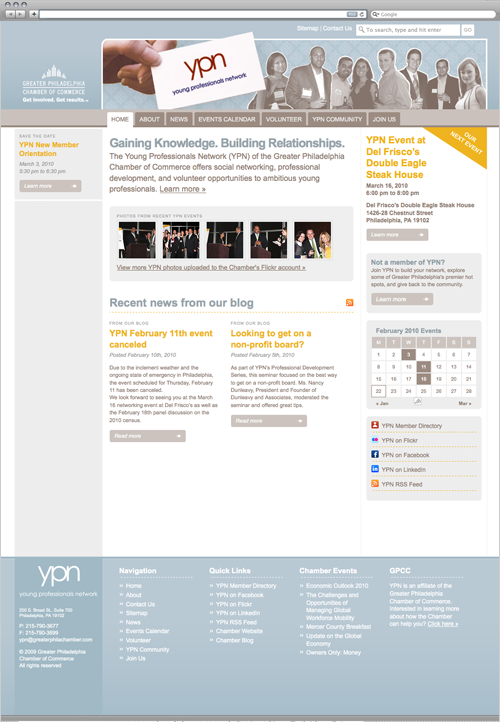 Google
Sitemap | Contact Us
To search, type and hit enter
GO
GREATER PHILADELPHIA
CHAMBER OF COMMERCE
Get involved. Get results.
ypn
young professionals network
HOME
ABOUT
NEWS
EVENTS CALENDAR
VOLUNTEER
YPN COMMUNITY
JOIN US
SAVE THE DATE
YPN New Member
Orientation
March 3, 2010
5:30 pm to 6:30 pm
Learn more
Gaining Knowledge. Building Relationships.
The Young Professionals Network (YPN) of the Greater Philadelphia
Chamber of Commerce offers social networking, professional
development, and volunteer opportunities to ambitious young
professionals. Learn more »
PHOTOS FROM RECENT YPN EVENTS
View more YPN photos uploaded to the Chamber's Flickr account »
Recent news from our blog
FROM OUR BLOG
YPN February 11th event
canceled
Posted February 10th, 2010
Due to the inclement weather and the
ongoing state of emergency in Philadelphia,
the event scheduled for Thursday, February
11 has been canceled.
We look forward to seeing you at the March
16 networking event at Del Frisco's as well as
the February 18th panel discussion on the
2010 census.
Read more
FROM OUR BLOG
Looking to get on a
non-profit board?
Posted February 5th, 2010
As part of YPN's Professional Development
Series, this seminar focused on the best way
to get on a non-profit board. Ms. Nancy
Dunleavy, President and Founder of
Dunleavy and Associates, moderated the
seminar and offered great tips.
Read more
OUR
NEXT EVENT
YPN Event at
Del Frisco's
Double Eagle
Steak House
March 16, 2010
6:00 pm to 8:00 pm
Del Frisco's Double Eagle Steak House
1426-28 Chestnut Street
Philadelphia, PA 19102
Learn more
Not a member of YPN?
Join YPN to build your network, explore
some of Greater Philadelphia's premier hot
spots, and give back to the community.
Learn more
February 2010 Events
M T W T F S S
1 2 3 4 5 6 7
8 9 10 11 12 13 14
15 16 17 18 19 20 21
22 23 24 25 26 27 28
« Jan
Mar »
YPN Member Directory
YPN on Flickr
YPN on Facebook
YPN on LinkedIn
YPN RSS Feed
ypn
young professionals network
200 S. Broad St., Suite 700
Philadelphia, PA 19102
P: 215-790-3677
F: 215-790-3699
ypn@greaterphilachamber.com
© 2009 Greater Philadelphia
Chamber of Commerce
All rights reserved
Navigation
Home
About
Contact Us
Sitemap
News
Events Calendar
Volunteer
YPN Community
Join Us
Quick Links
YPN Member Directory
YPN on Facebook
YPN on Flickr
YPN on LinkedIn
YPN RSS Feed
Chamber Website
Chamber Blog
Chamber Events
Economic Outlook 2010
The Challenges and
Opportunities of
Managing Global
Workforce Mobility
Mercer County Breakfast
Update on the Global
Economy
Owners Only: Money
GPCC
YPN is an affiliate of the
Greater Philadelphia
Chamber of Commerce.
Interested in learning more
about how the Chamber
can help you? Click here »